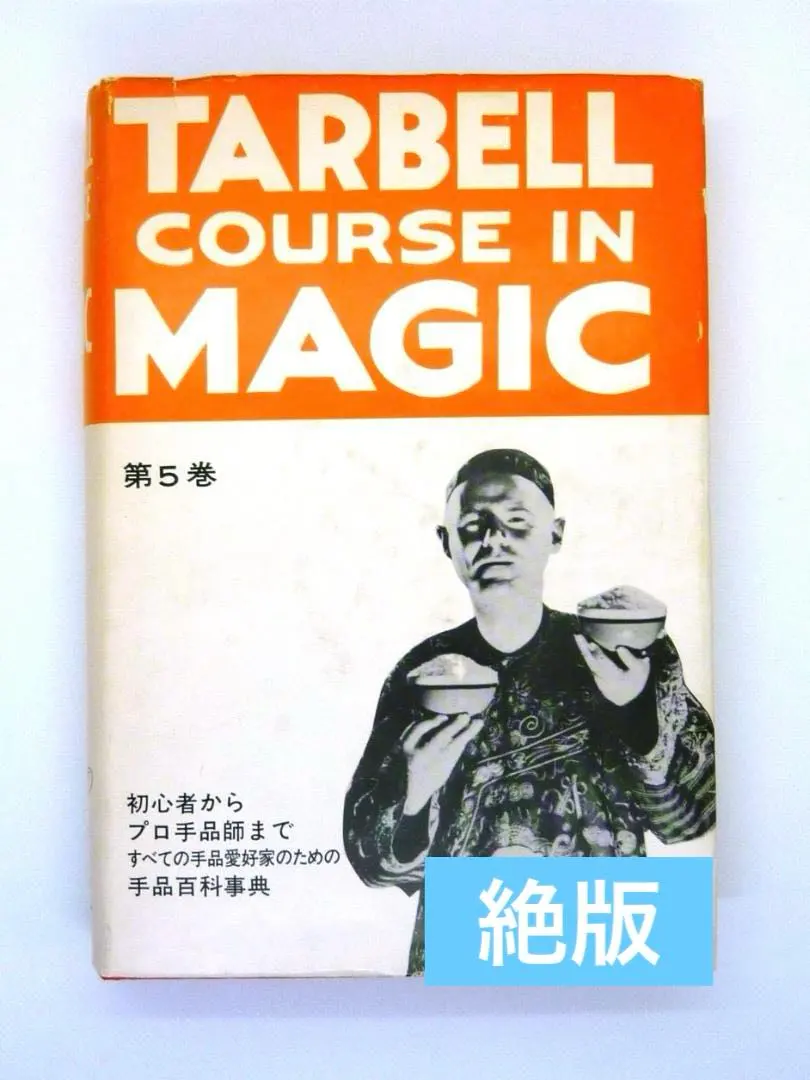 TARBELL
COURSE IN
MAGIC
第5巻
初心者から
プロ手品師まで
すべての手品愛好家のための
手品百科事典
絶版